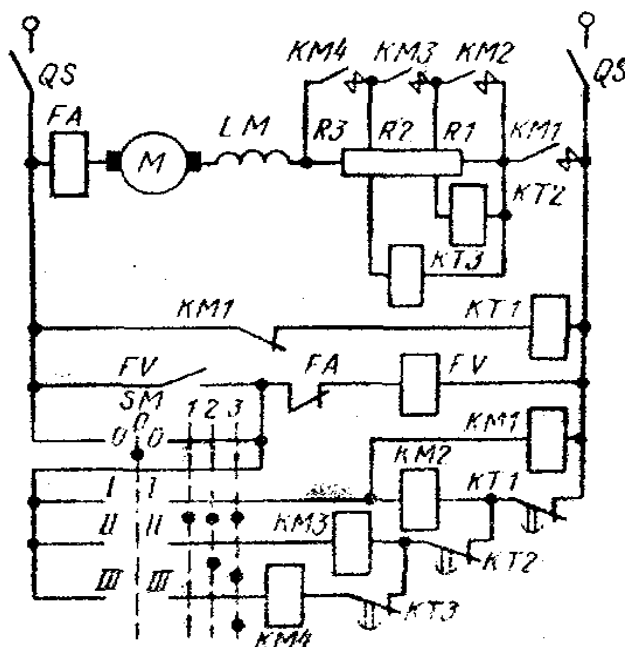 KM4 KM3 KM2
QS QS
FA LM R3 R2 R1 KM1
M
KT2
KT3
KM1 KT1
FV FA FV
SM
0 1 2 3 KM1
0 0 KM2
I I KT1
II II KM3
KT2
III III
KT3
KM4